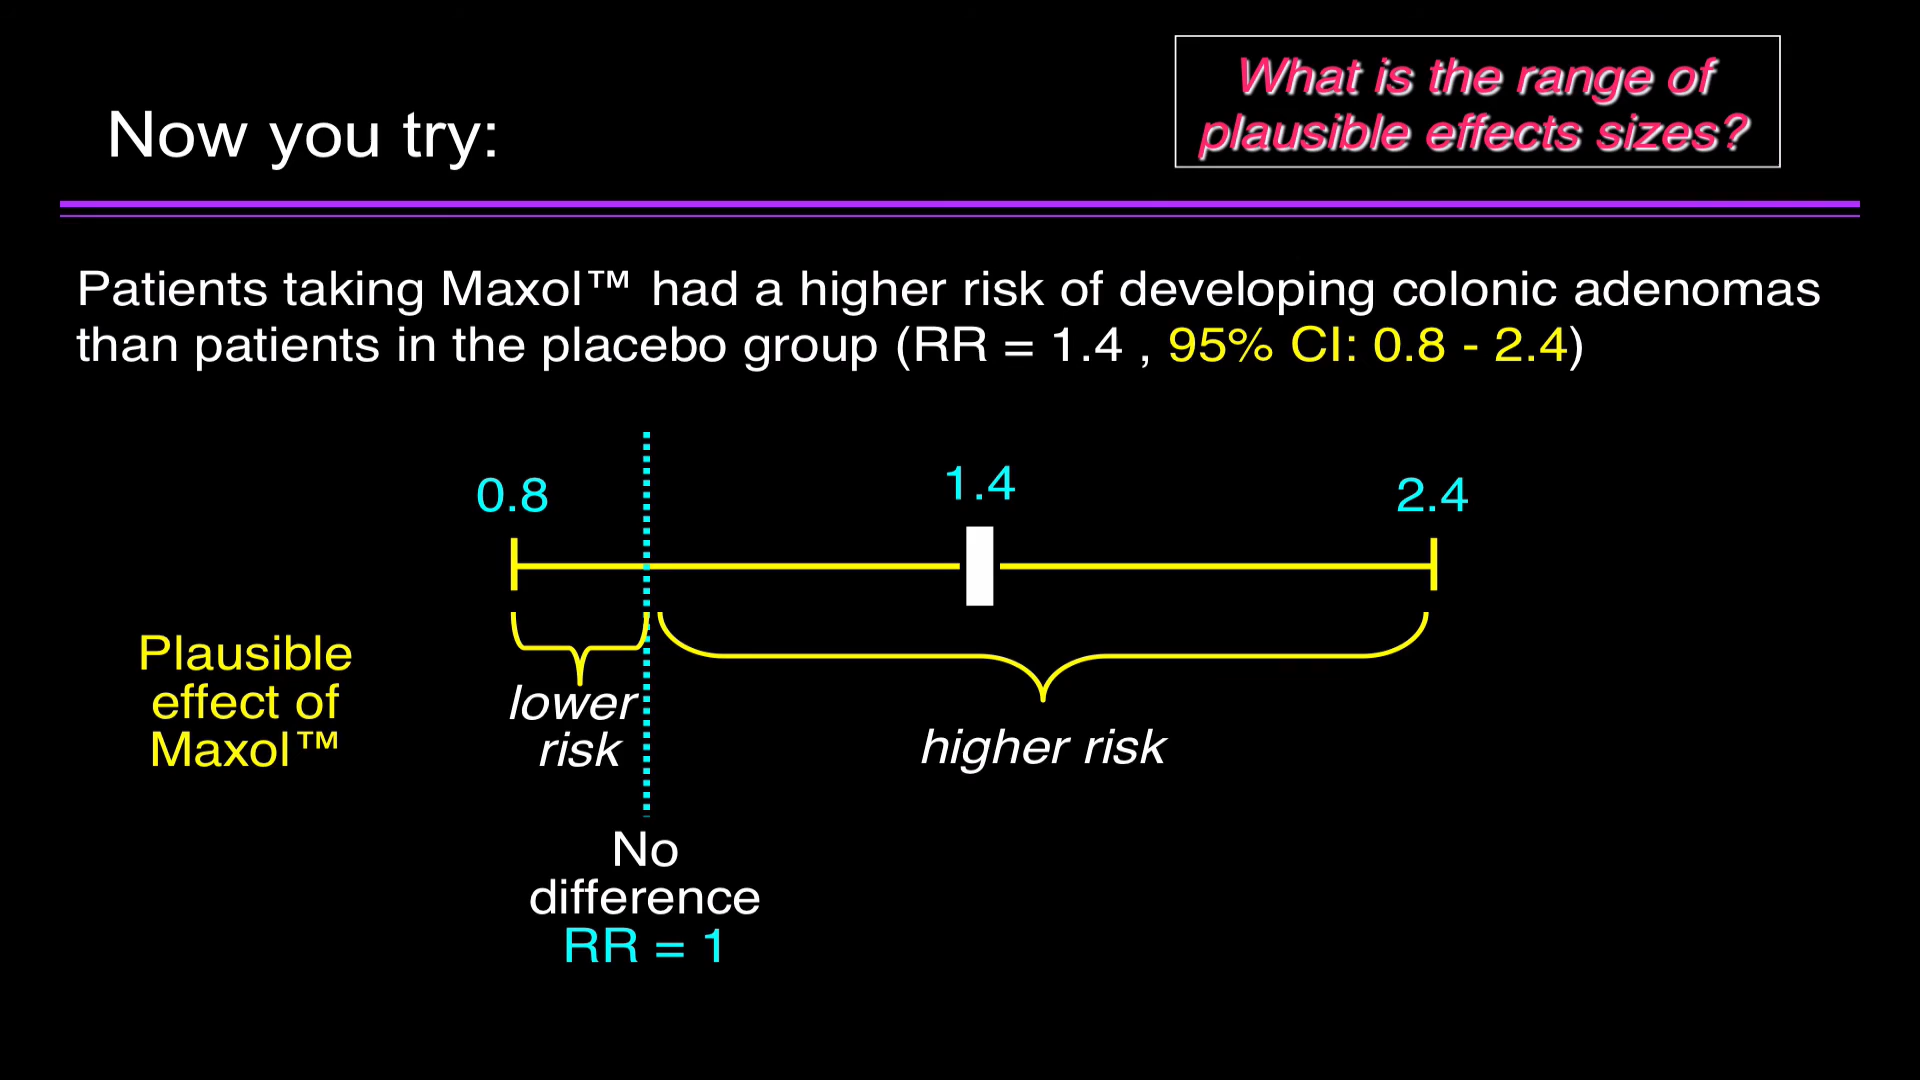 What is the range of
plausible effects sizes?
Now you try:
Patients taking Maxol™ had a higher risk of developing colonic adenomas
than patients in the placebo group (RR = 1.4 , 95% CI: 0.8 - 2.4)
0.8
1.4
2.4
Plausible
effect of
Maxol™
lower
risk
higher risk
No
difference
RR = 1